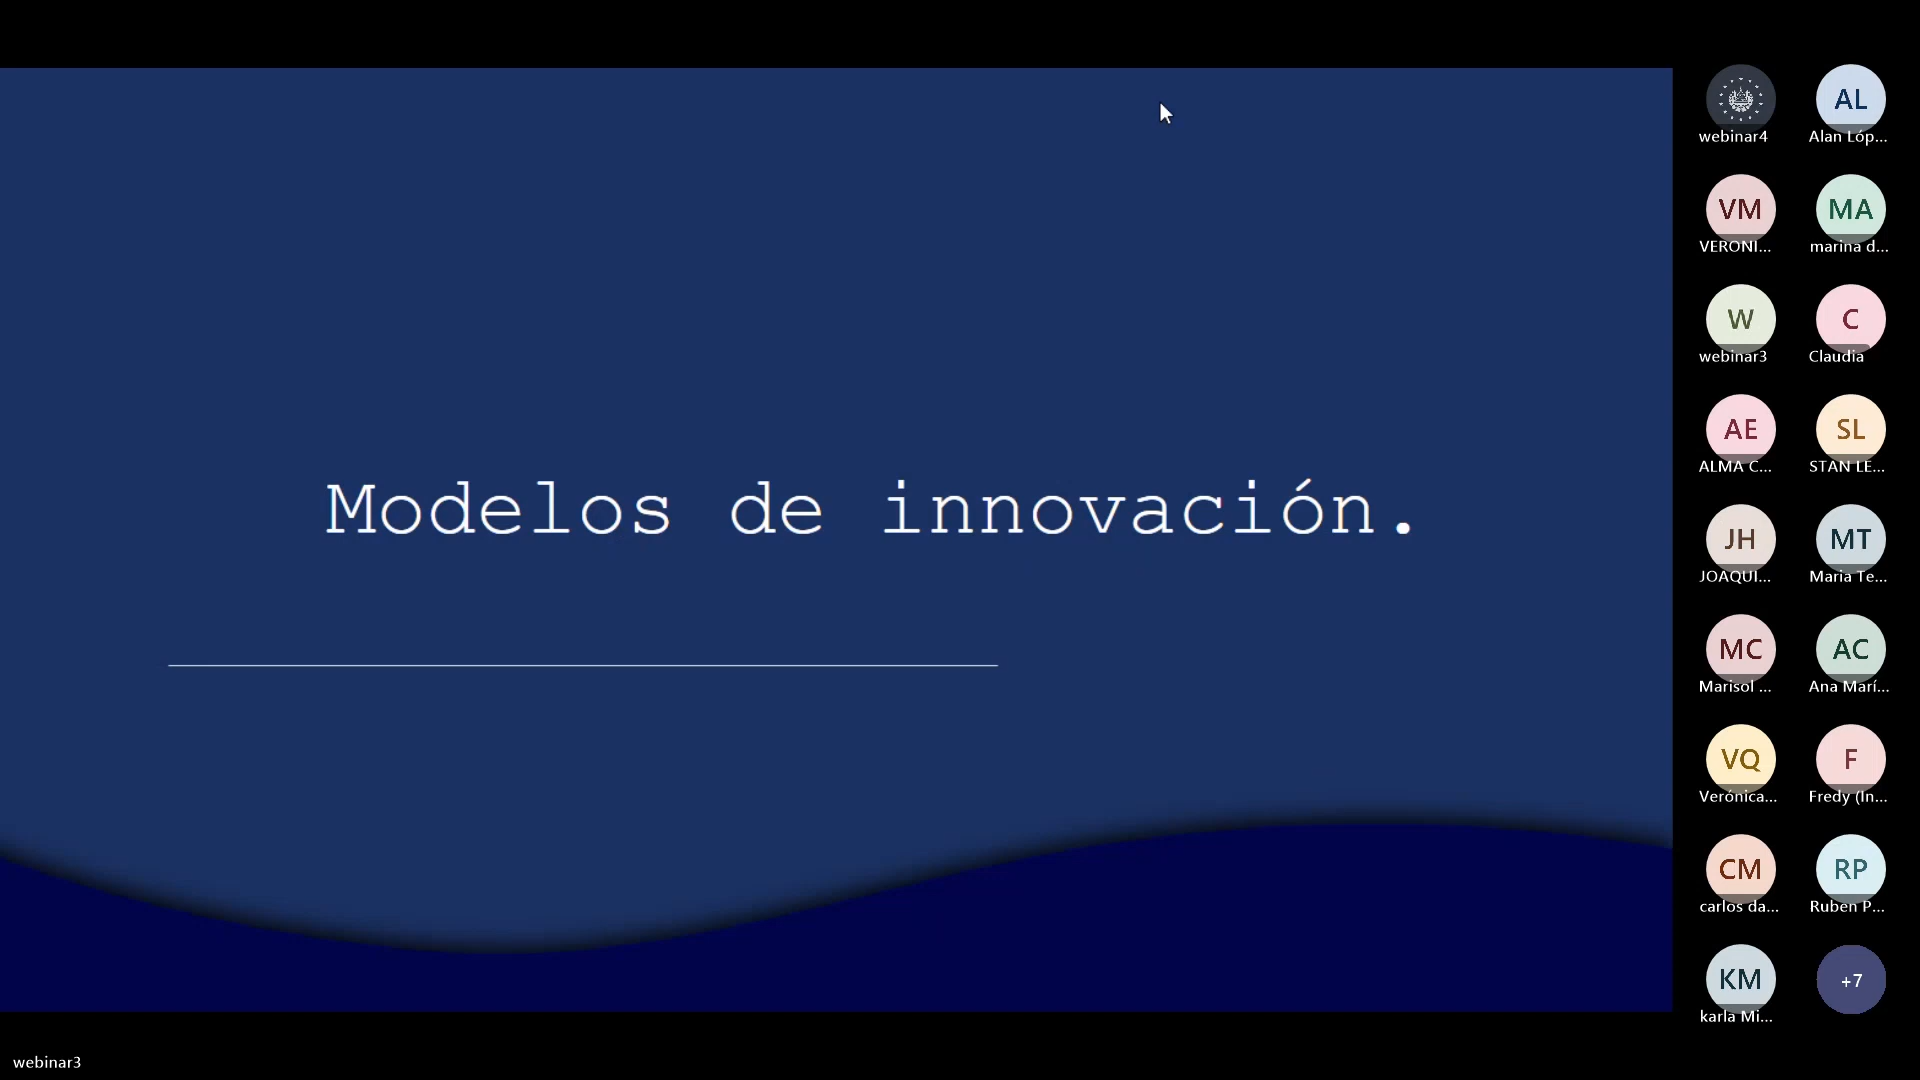 Modelos de innovación.
AL
webinar4
Alan Lóp...
VM
MA
VERONI...
marina d...
W
C
webinar3
Claudia
AE
SL
ALMA C...
STAN LE...
JH
MT
JOAQUI...
Maria Te...
MC
AC
Marisol ...
Ana Marí...
VQ
F
Verónica...
Fredy (In...
CM
RP
carlos da...
Ruben P...
KM
+7
karla Mi...
webinar3